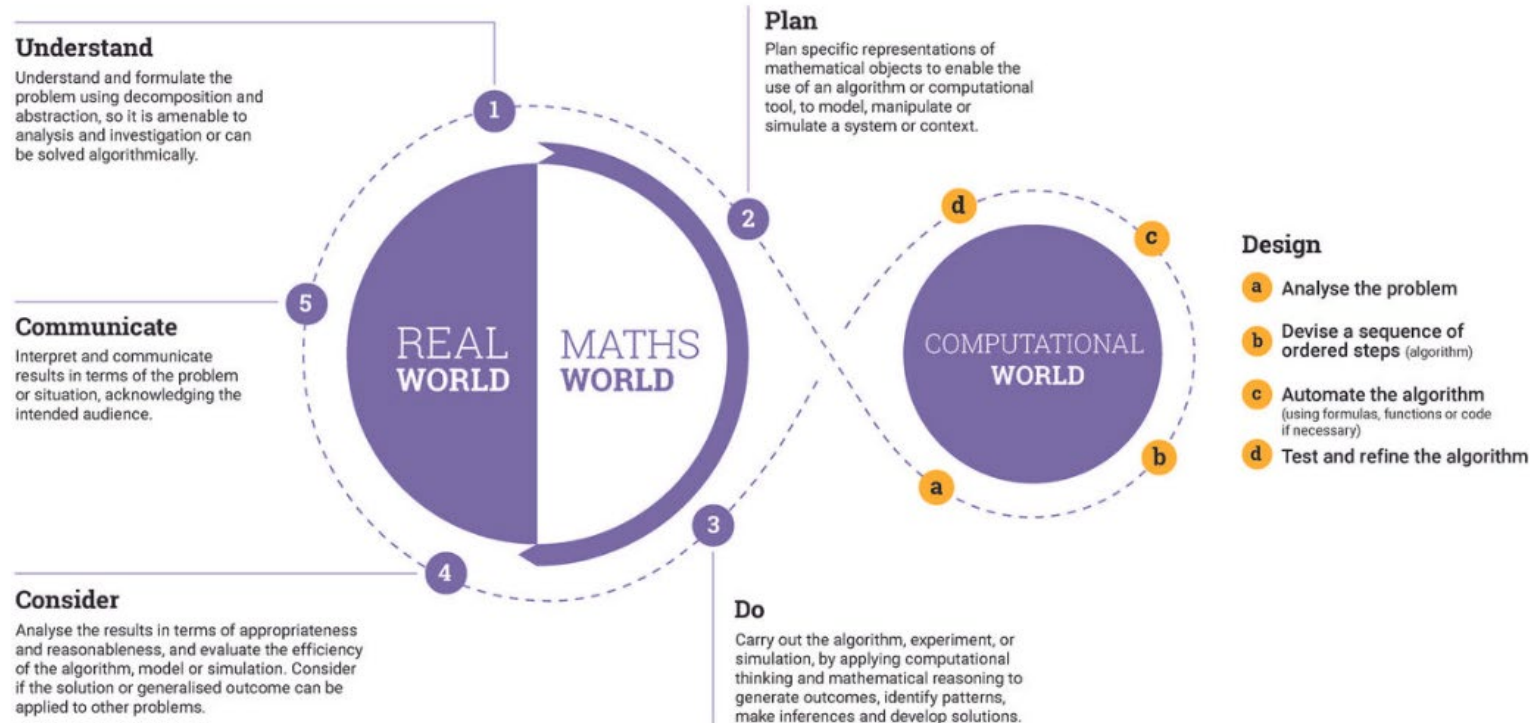 Understand
Understand and formulate the
problem using decomposition and
abstraction, so it is amenable to
analysis and investigation or can
be solved algorithmically.
Plan
Plan specific representations of
mathematical objects to enable the
use of an algorithm or computational
tool, to model, manipulate or
simulate a system or context.
1
2
5
Communicate
Interpret and communicate
results in terms of the problem
or situation, acknowledging the
intended audience.
REAL
WORLD
MATHS
WORLD
d
c
COMPUTATIONAL
WORLD
b
a
Design
a Analyse the problem
b Devise a sequence of
ordered steps (algorithm)
c Automate the algorithm
(using formulas, functions or code
if necessary)
d Test and refine the algorithm
3
4
Consider
Analyse the results in terms of appropriateness
and reasonableness, and evaluate the efficiency
of the algorithm, model or simulation. Consider
if the solution or generalised outcome can be
applied to other problems.
Do
Carry out the algorithm, experiment, or
simulation, by applying computational
thinking and mathematical reasoning to
generate outcomes, identify patterns,
make inferences and develop solutions.